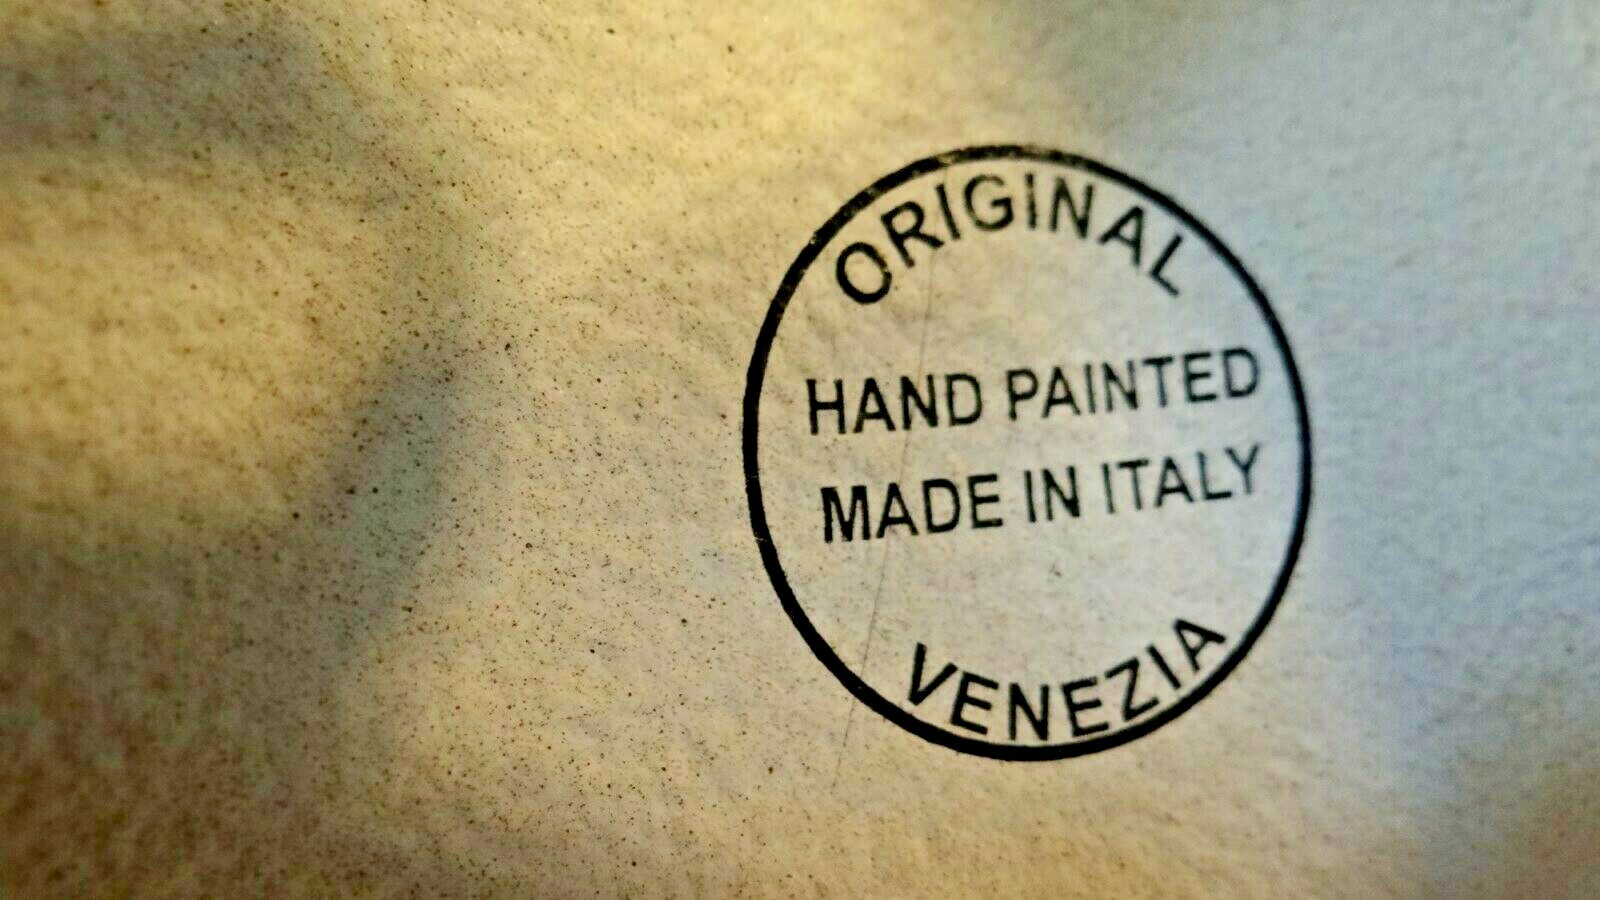 ORIGINAL
HAND PAINTED
MADE IN ITALY
VENEZIA